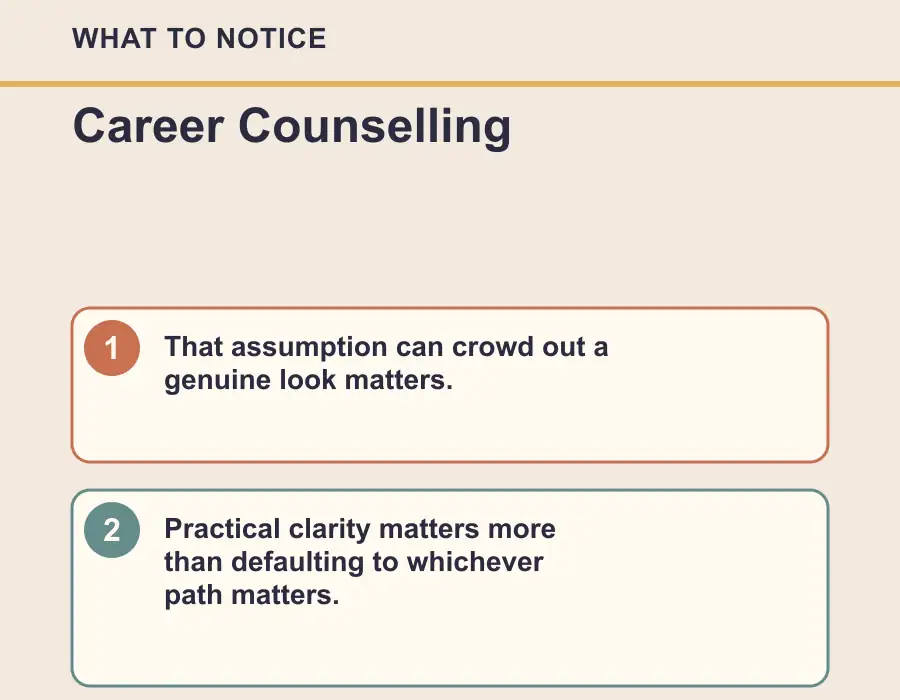 WHAT TO NOTICE
Career Counselling
1
That assumption can crowd out a
genuine look matters.
2
Practical clarity matters more
than defaulting to whichever
path matters.